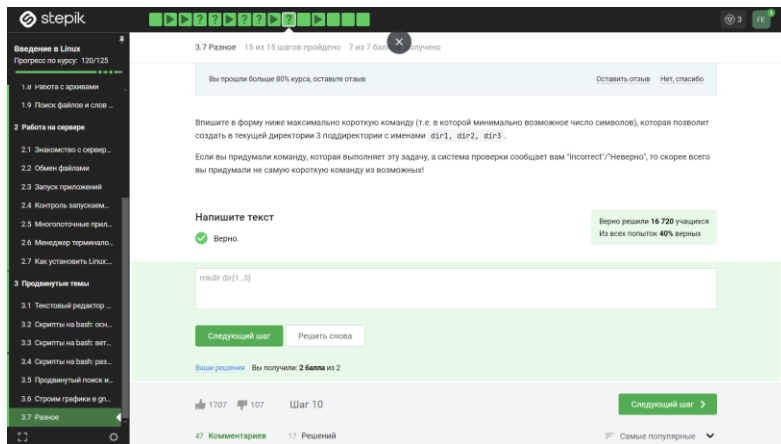 stepik
3
ГЕ
1
Введение в Linux
Прогресс по курсу: 120/125
1.8 Работа с архивами
1.9 Поиск файлов и слов ...
2 Работа на сервере
2.1 Знакомство с сервер...
2.2 Обмен файлами
2.3 Запуск приложений
2.4 Контроль запускаем...
2.5 Многопоточные прил...
2.6 Менеджер терминало...
2.7 Как установить Linux:...
3 Продвинутые темы
3.1 Текстовый редактор ...
3.2 Скрипты на bash: осн...
3.3 Скрипты на bash: вет...
3.4 Скрипты на bash: раз...
3.5 Продвинутый поиск и...
3.6 Строим графики в gn...
3.7 Разное
3.7 Разное 15 из 15 шагов пройдено 7 из 7 получено
Вы прошли больше 80% курса, оставьте отзыв
Оставить отзыв Нет, спасибо
Впишите в форму ниже максимально короткую команду (т.е. в которой минимально возможное число символов), которая позволит
создать в текущей директории 3 поддиректории с именами dir1, dir2, dir3 .
Если вы придумали команду, которая выполняет эту задачу, а система проверки сообщает вам "Incorrect"/"Неверно", то скорее всего
вы придумали не самую короткую команду из возможных!
Напишите текст
Верно.
Верно решили 16 720 учащихся
Из всех попыток 40% верных
mkdir dir{1..3}
Следующий шаг
Решить снова
Ваши решения Вы получили: 2 балла из 2
1707 107 Шаг 10
Следующий шаг
47 Комментариев 17 Решений
Самые популярные